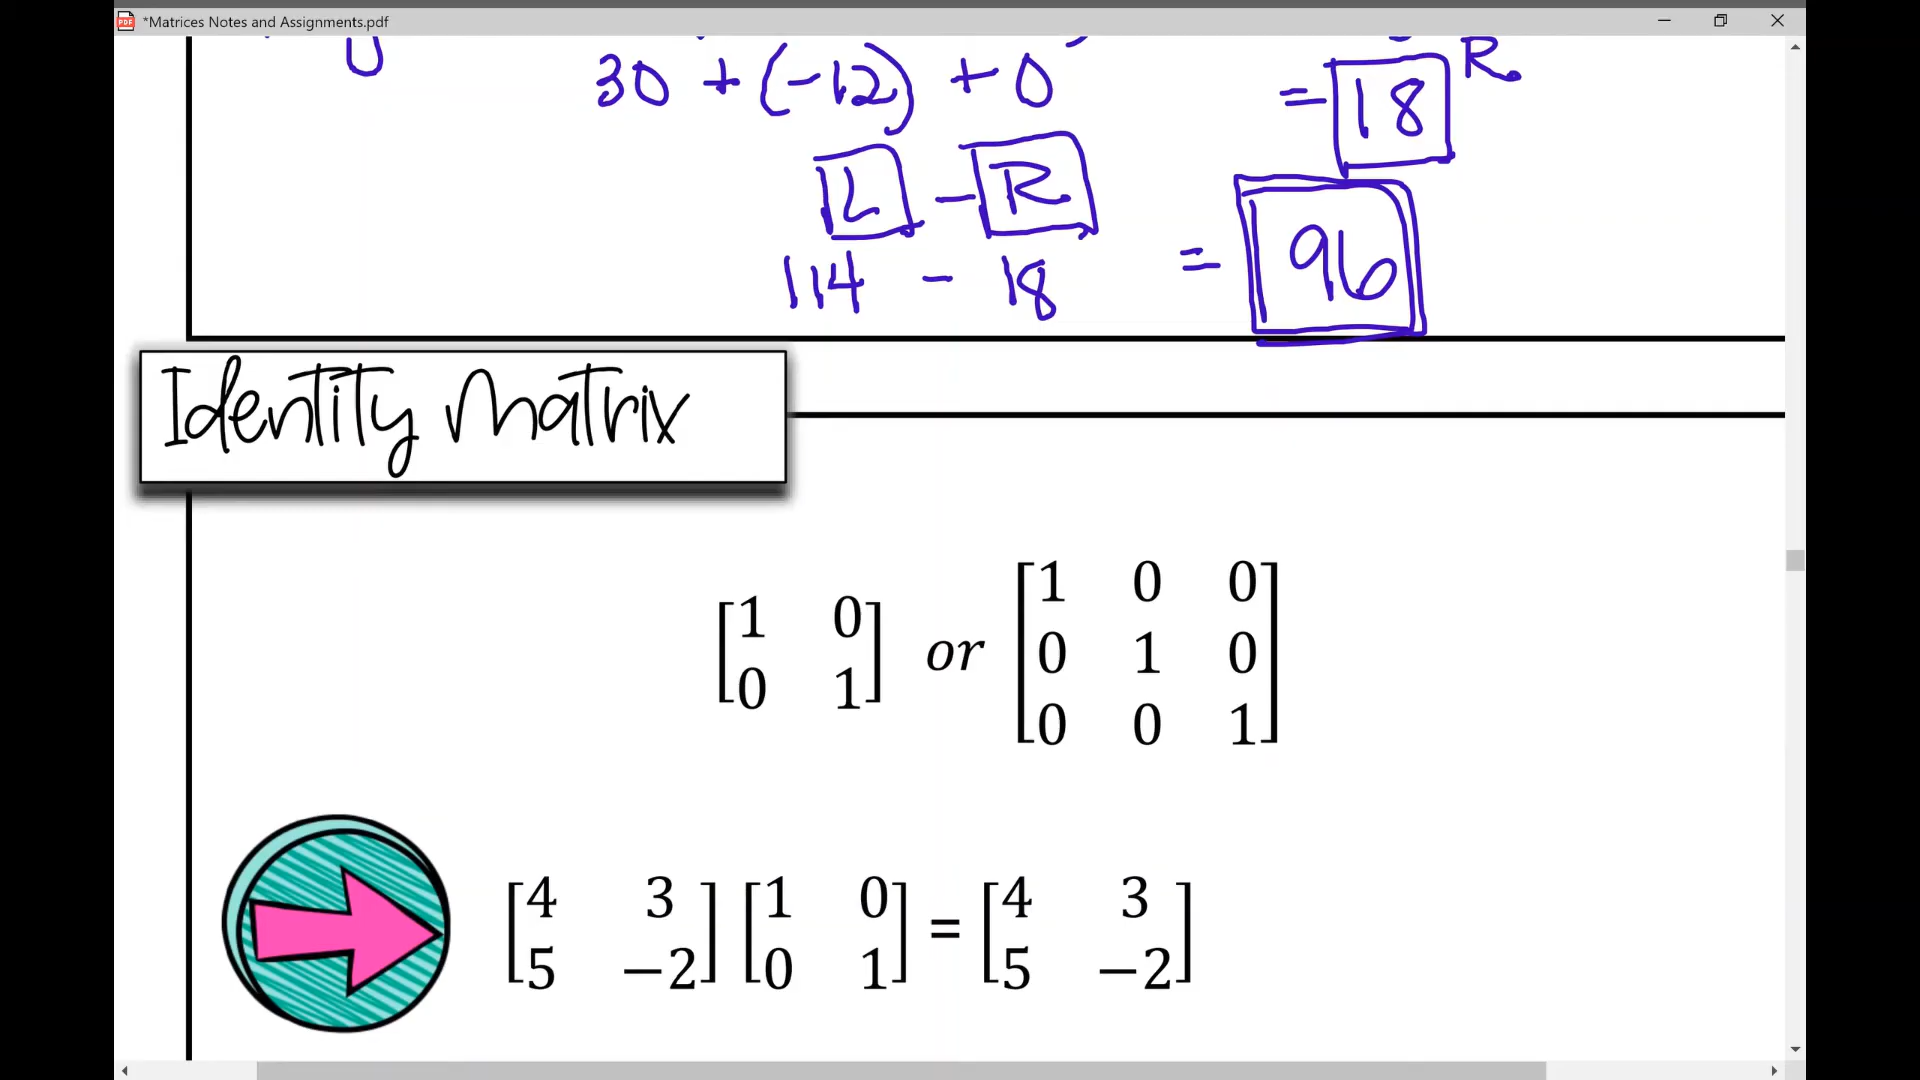 *Matrices Notes and Assignments.pdf
30 + (-12) + 0 = 18 R
L - R
114 - 18 = 96
Identity Matrix
[1 0
0 1] or [1 0 0
0 1 0
0 0 1]
[4 3
5 −2] [1 0
0 1] = [4 3
5 −2]